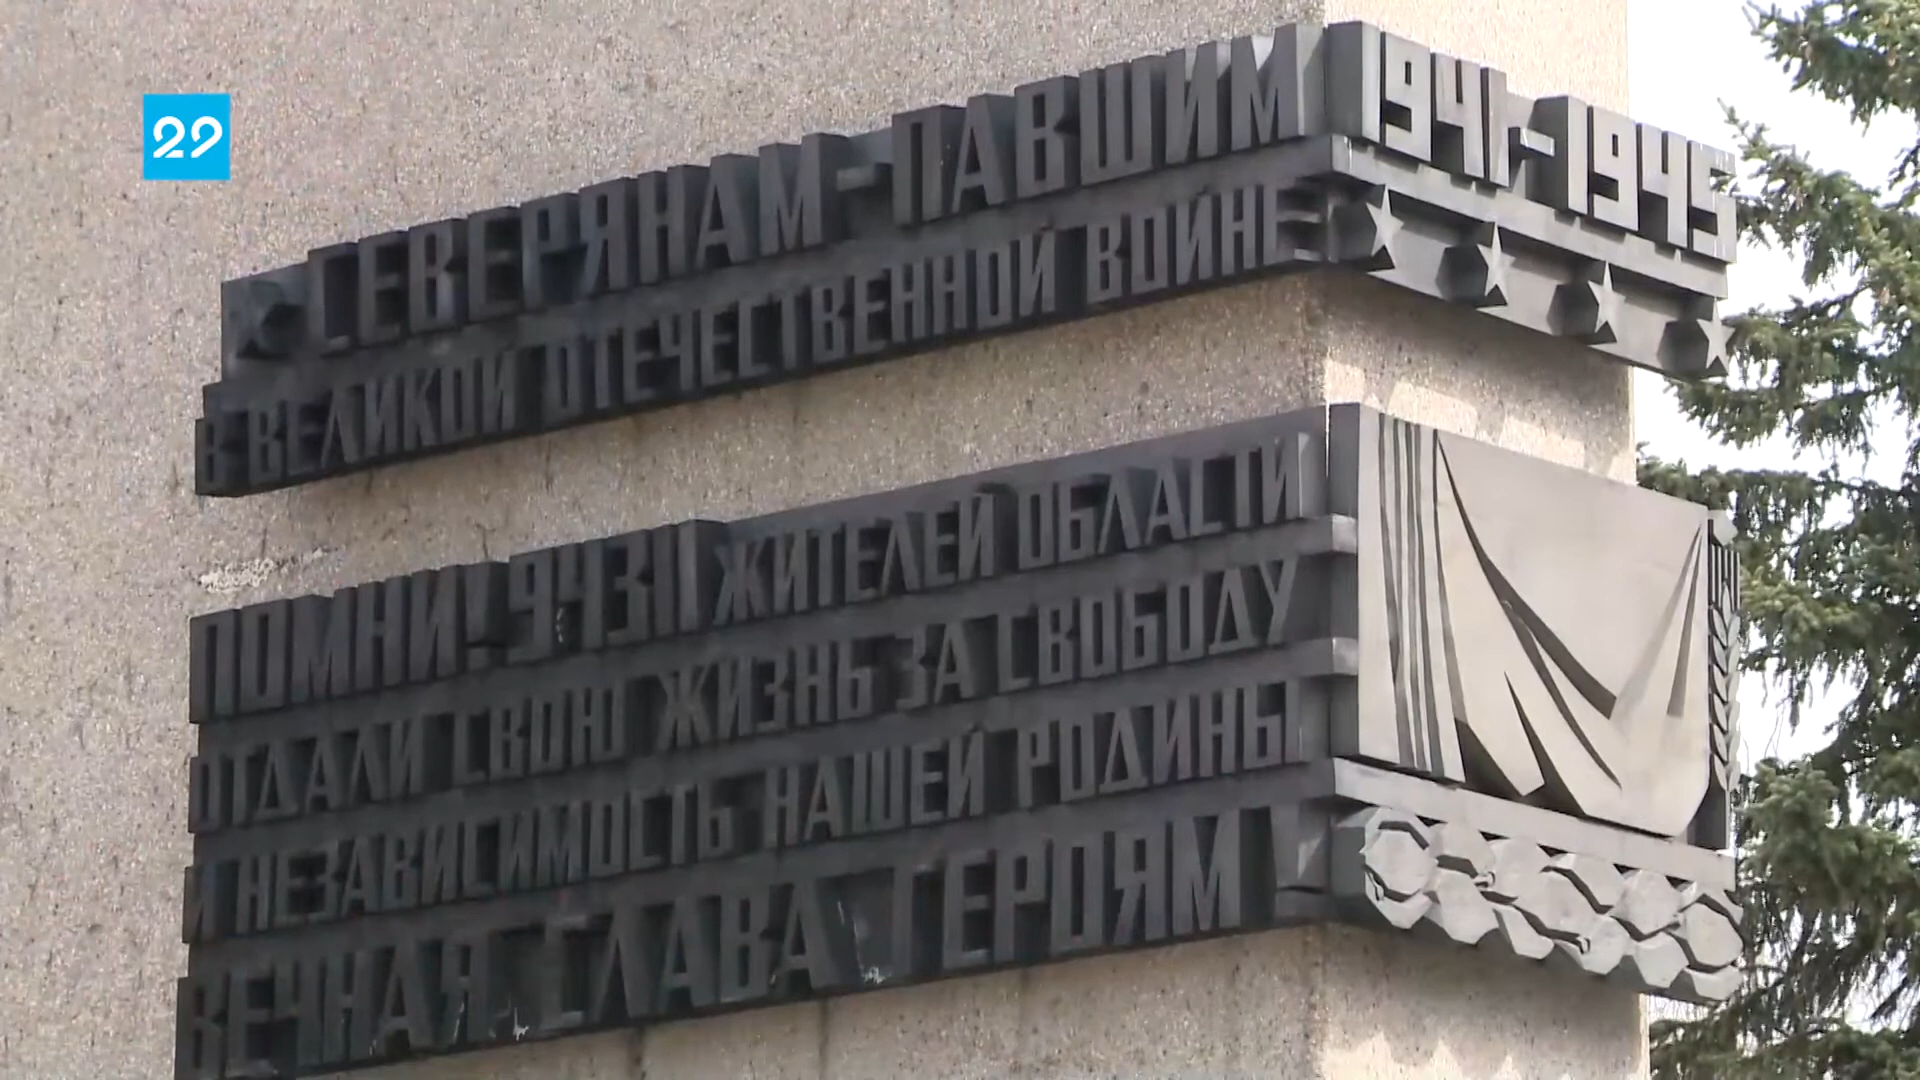 29
СЕВЕРЯНАМ-ПАВШИМ 1941-1945
В ВЕЛИКОЙ ОТЕЧЕСТВЕННОЙ ВОЙНЕ
ПОМНИ! 94311 ЖИТЕЛЕЙ ОБЛАСТИ
ОТДАЛИ СВОЮ ЖИЗНЬ ЗА СВОБОДУ
И НЕЗАВИСИМОСТЬ НАШЕЙ РОДИНЫ
ВЕЧНАЯ СЛАВА ГЕРОЯМ!